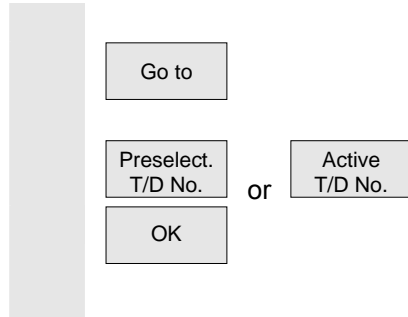 Go to
Preselect.
T/D No.
or
Active
T/D No.
OK